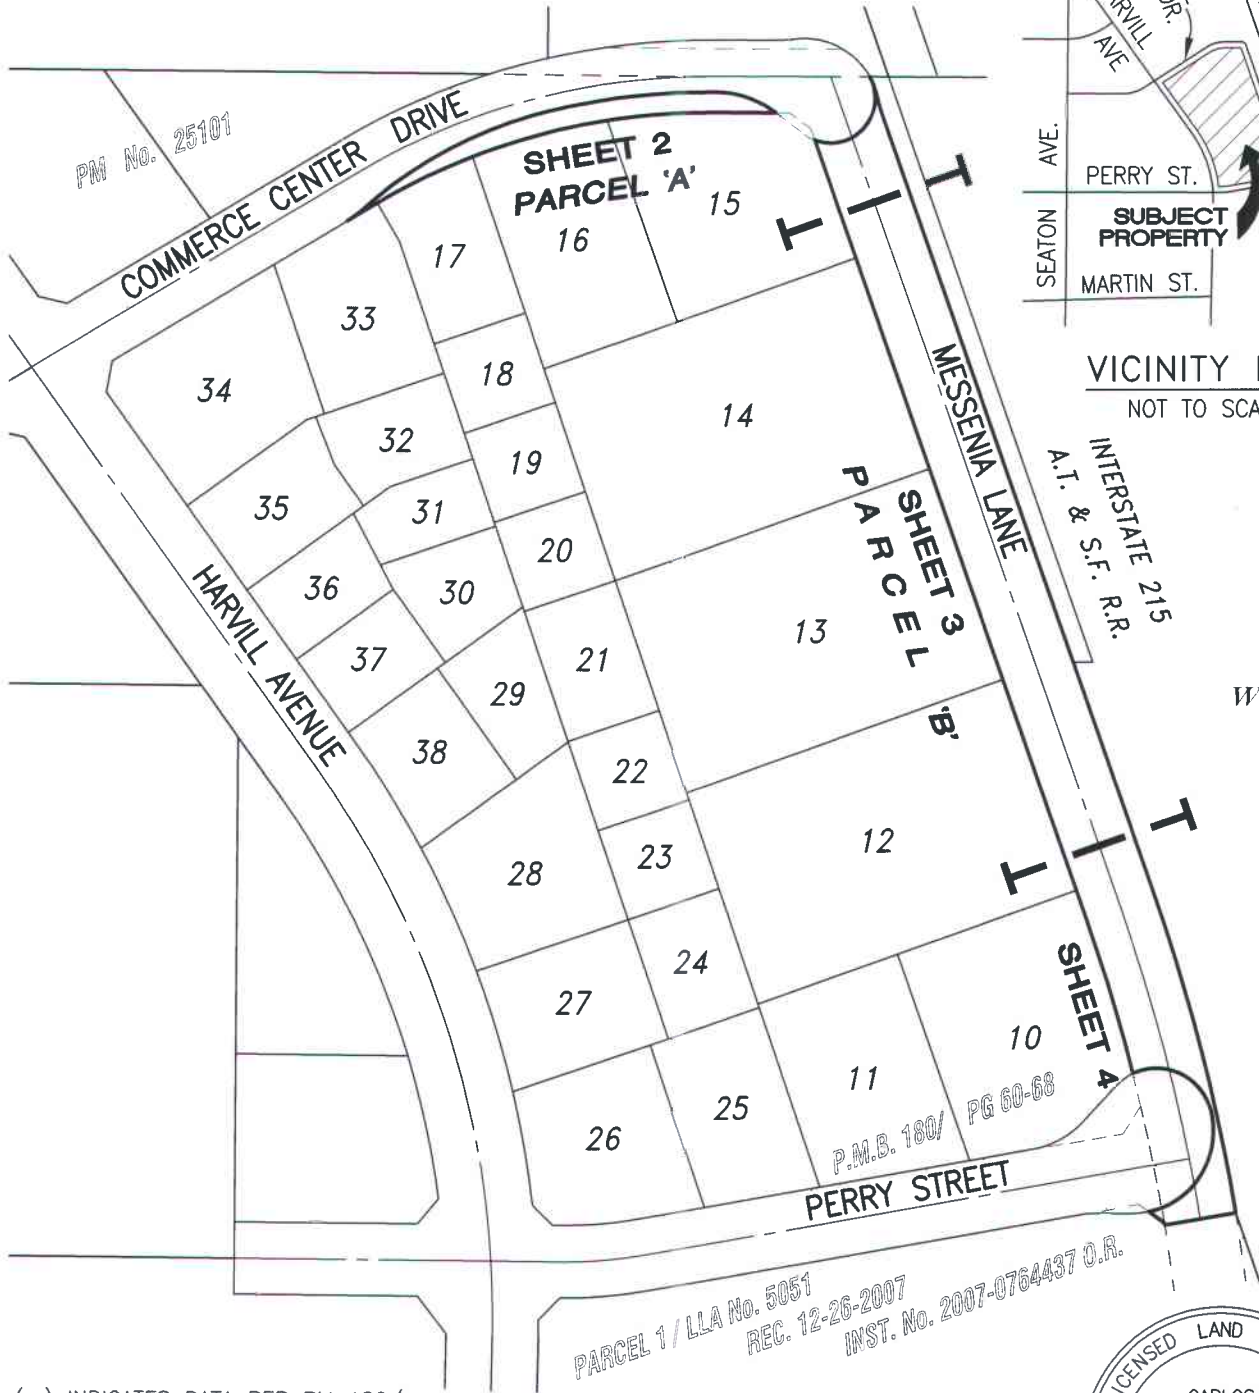 COMMERCE CENTER DRIVE
PM No. 25101
SHEET 2
PARCEL 'A'
15
16
17
33
34
18
14
32
19
35
31
20
36
30
13
37
21
29
38
22
12
28
23
24
27
10
11
25
26
MESSENIA LANE
SHEET 3
PARCEL 'B'
SHEET 4
HARVILL AVENUE
P.M.B. 180/ PG 60-68
PERRY STREET
PARCEL 1 / LLA No. 5051
REC. 12-26-2007
INST. No. 2007-0764437 O.R.
INTERSTATE 215
A.T. & S.F. R.R.
DR.
AVE
SEATON AVE.
PERRY ST.
SUBJECT
PROPERTY
MARTIN ST.
VICINITY
NOT TO SCA
W
LAND